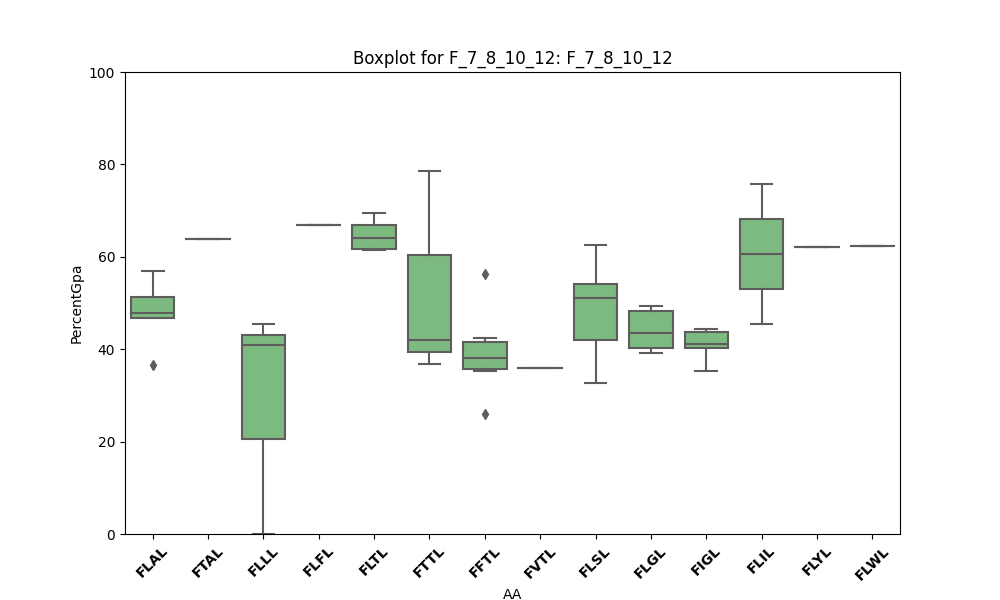 Boxplot for F_7_8_10_12: F_7_8_10_12
100
80
60
40
20
0
PercentGpa
FLAL
FTAL
FLLL
FLFL
FLTL
FTTL
FFTL
FVTL
FLSL
FLGL
FIGL
FLIL
FLYL
FLWL
AA